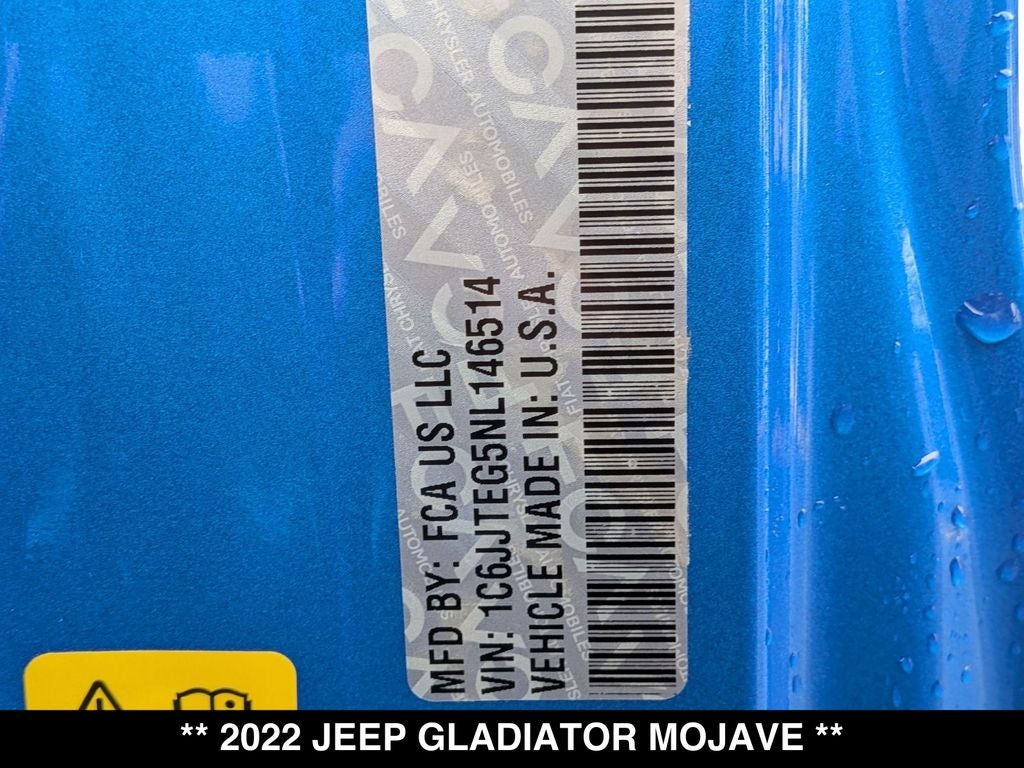 MFD BY: FCA US LLC
VIN: 1C6JJTEG5NL146514
VEHICLE MADE IN: U.S.A.
** 2022 JEEP GLADIATOR MOJAVE **